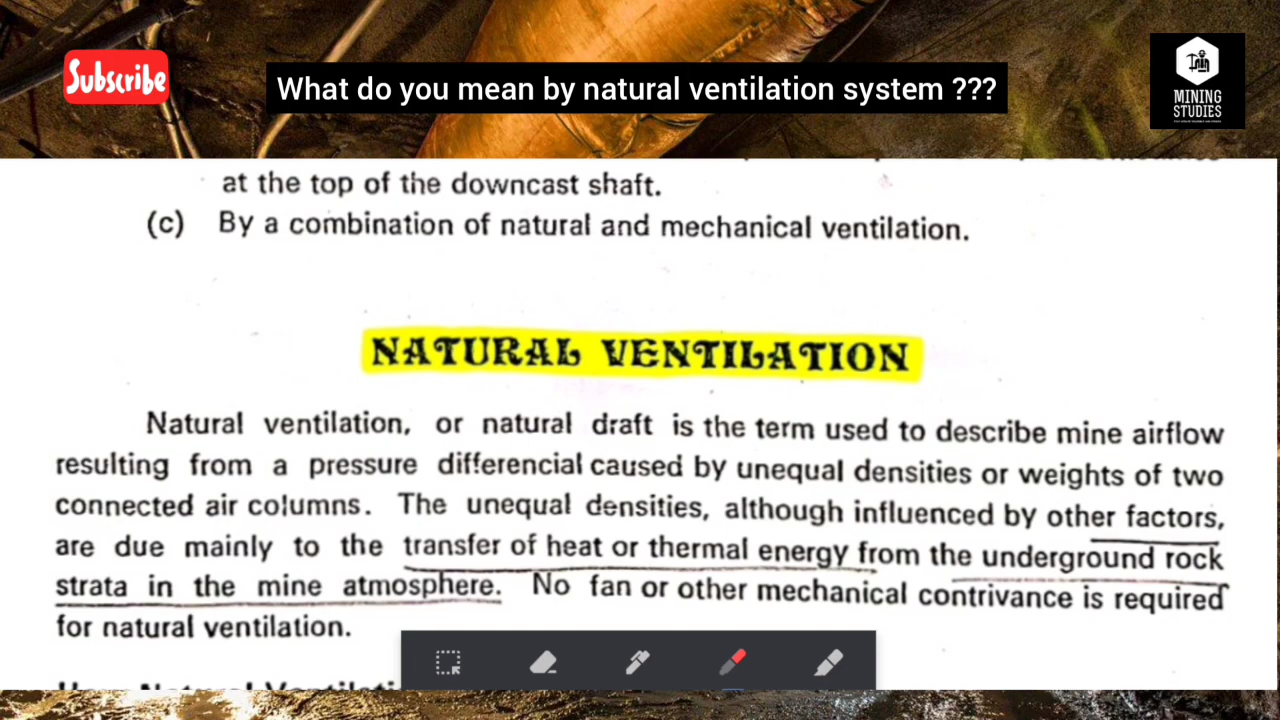 Subscribe
What do you mean by natural ventilation system ???
MINING
STUDIES
at the top of the downcast shaft.
(c) By a combination of natural and mechanical ventilation.
NATURAL VENTILATION
Natural ventilation, or natural draft is the term used to describe mine airflow
resulting from a pressure differencial caused by unequal densities or weights of two
connected air columns. The unequal densities, although influenced by other factors,
are due mainly to the transfer of heat or thermal energy from the underground rock
strata in the mine atmosphere. No fan or other mechanical contrivance is required
for natural ventilation.